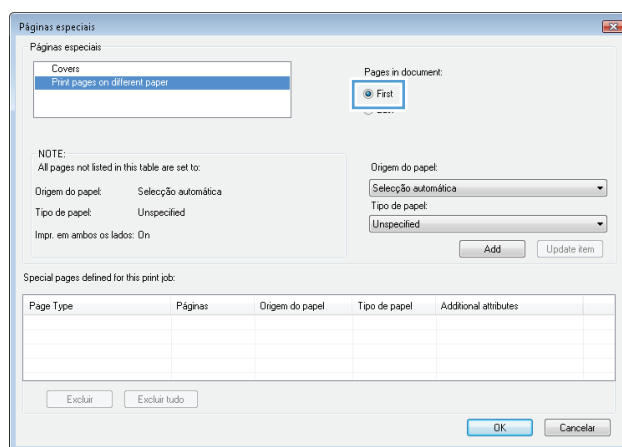 Páginas especiais
Páginas especiais
Covers
Print pages on different paper
Pages in document:
First
NOTE:
All pages not listed in this table are set to:
Origem do papel: Selecção automática
Tipo de papel: Unspecified
Impr. em ambos os lados: On
Origem do papel:
Selecção automática
Tipo de papel:
Unspecified
Add Update item
Special pages defined for this print job:
Page Type Páginas Origem do papel Tipo de papel Additional attributes
Excluir Excluir tudo
OK Cancelar